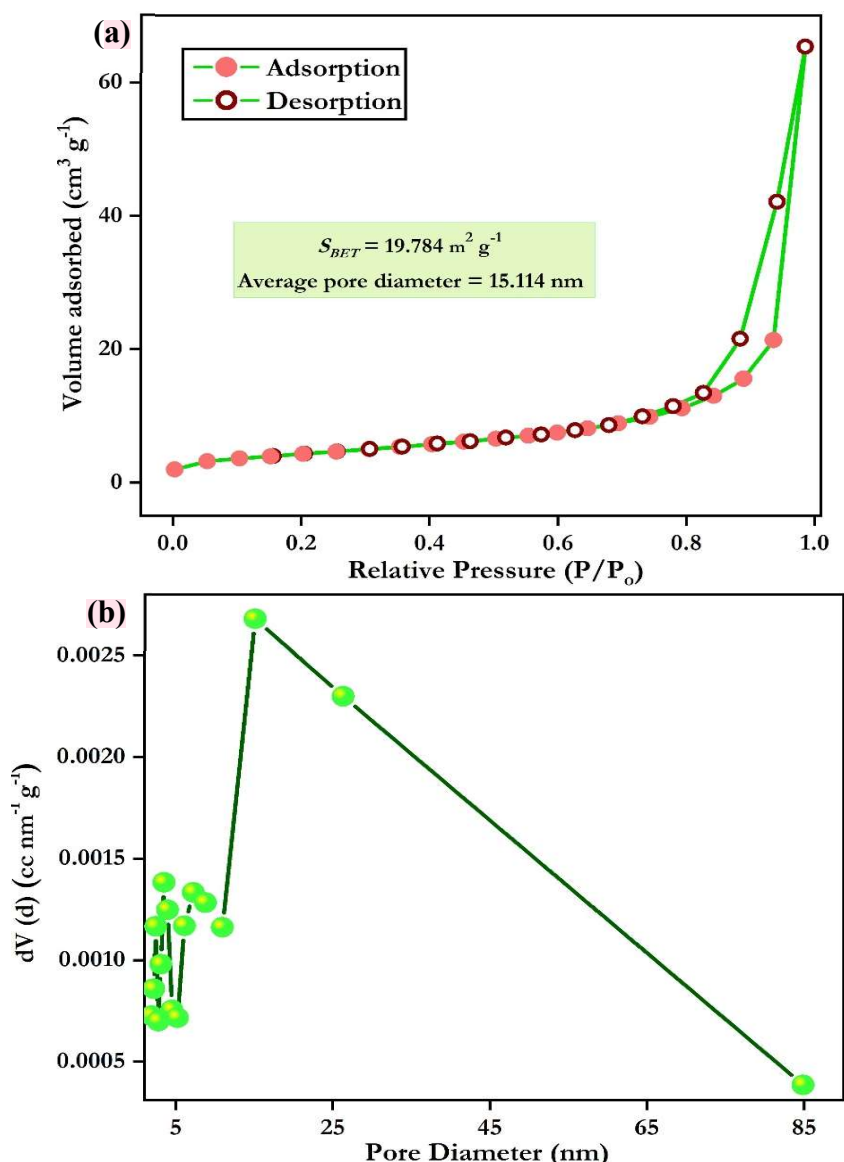 (a)
Adsorption
Desorption
S_BET = 19.784 m² g⁻¹
Average pore diameter = 15.114 nm
Volume adsorbed (cm³ g⁻¹)
60
40
20
0
0.0 0.2 0.4 0.6 0.8 1.0
Relative Pressure (P/Pₒ)
(b)
dV (d) (cc nm⁻¹ g⁻¹)
0.0025
0.0020
0.0015
0.0010
0.0005
5 25 45 65 85
Pore Diameter (nm)